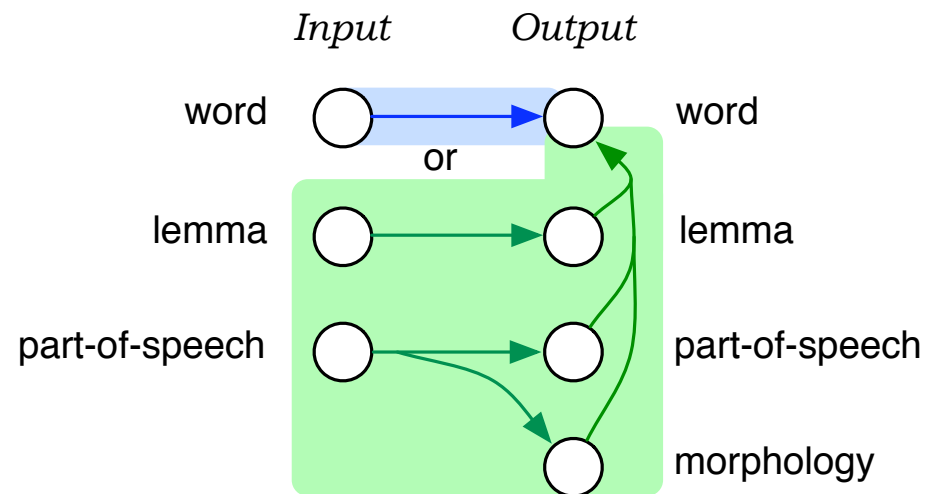 Input Output
word word
or
lemma lemma
part-of-speech part-of-speech
morphology